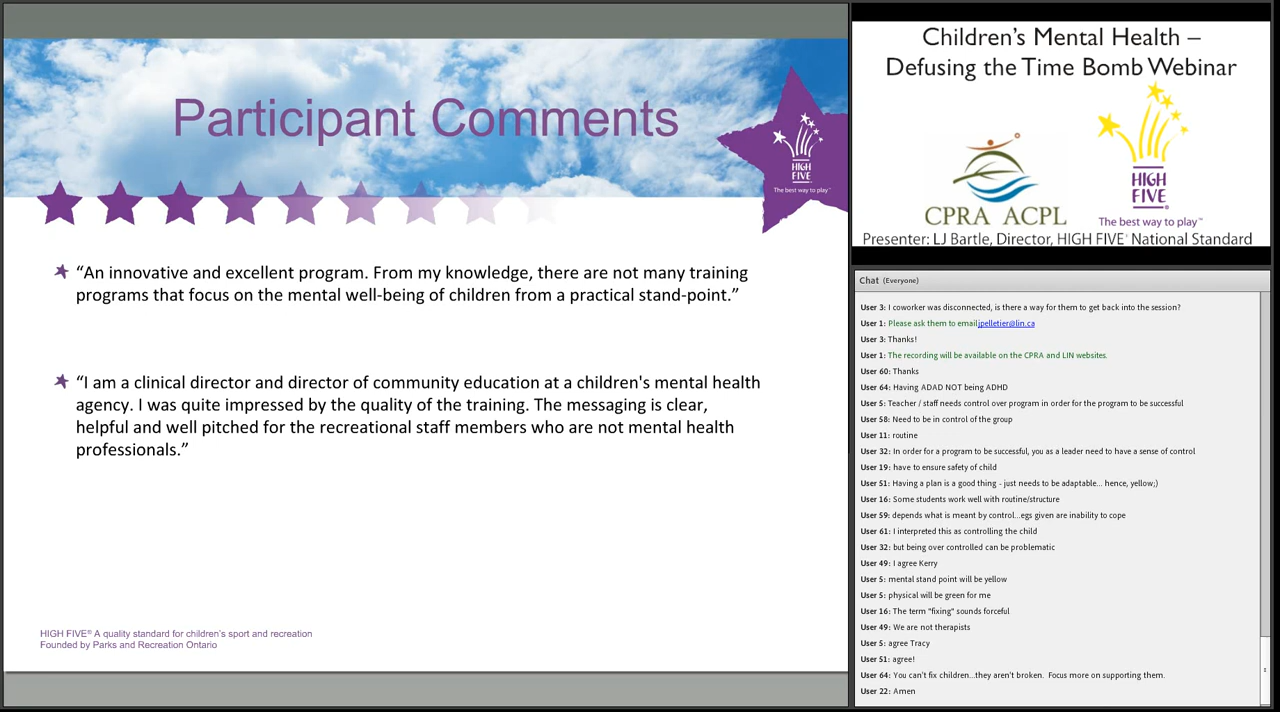 Participant Comments
HIGH
FIVE
The best way to play™
“An innovative and excellent program. From my knowledge, there are not many training
programs that focus on the mental well-being of children from a practical stand-point.”
“I am a clinical director and director of community education at a children's mental health
agency. I was quite impressed by the quality of the training. The messaging is clear,
helpful and well pitched for the recreational staff members who are not mental health
professionals.”
HIGH FIVE® A quality standard for children's sport and recreation
Founded by Parks and Recreation Ontario
Children's Mental Health –
Defusing the Time Bomb Webinar
CPRA ACPL
HIGH
FIVE®
The best way to play™
Presenter: LJ Bartle, Director, HIGH FIVE® National Standard
Chat (Everyone)
User 3: I coworker was disconnected, is there a way for them to get back into the session?
User 1: Please ask them to emailjpelletier@lin.ca
User 3: Thanks!
User 1: The recording will be available on the CPRA and LIN websites.
User 60: Thanks
User 64: Having ADAD NOT being ADHD
User 5: Teacher / staff needs control over program in order for the program to be successful
User 58: Need to be in control of the group
User 11: routine
User 32: In order for a program to be successful, you as a leader need to have a sense of control
User 19: have to ensure safety of child
User 51: Having a plan is a good thing - just needs to be adaptable... hence, yellow;)
User 16: Some students work well with routine/structure
User 59: depends what is meant by control...egs given are inability to cope
User 61: I interpreted this as controlling the child
User 32: but being over controlled can be problematic
User 49: I agree Kerry
User 5: mental stand point will be yellow
User 5: physical will be green for me
User 16: The term "fixing" sounds forceful
User 49: We are not therapists
User 5: agree Tracy
User 51: agree!
User 64: You can't fix children...they aren't broken.  Focus more on supporting them.
User 22: Amen